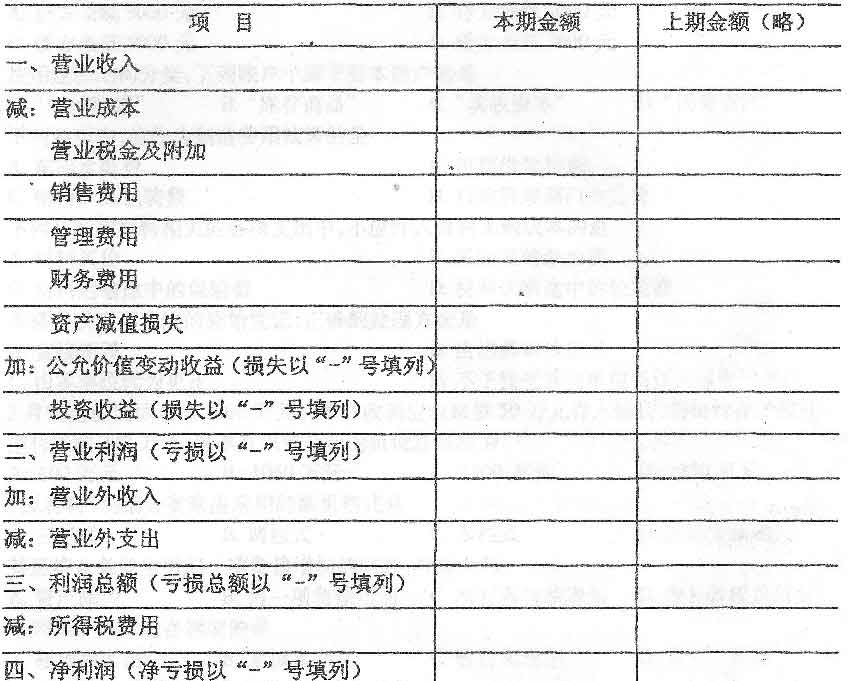 项 目 本期金额 上期金额（略）
一、营业收入
减：营业成本
营业税金及附加
销售费用
管理费用
财务费用
资产减值损失
加：公允价值变动收益（损失以“-”号填列）
投资收益（损失以“-”号填列）
二、营业利润（亏损以“-”号填列）
加：营业外收入
减：营业外支出
三、利润总额（亏损总额以“-”号填列）
减：所得税费用
四、净利润（净亏损以“-”号填列）